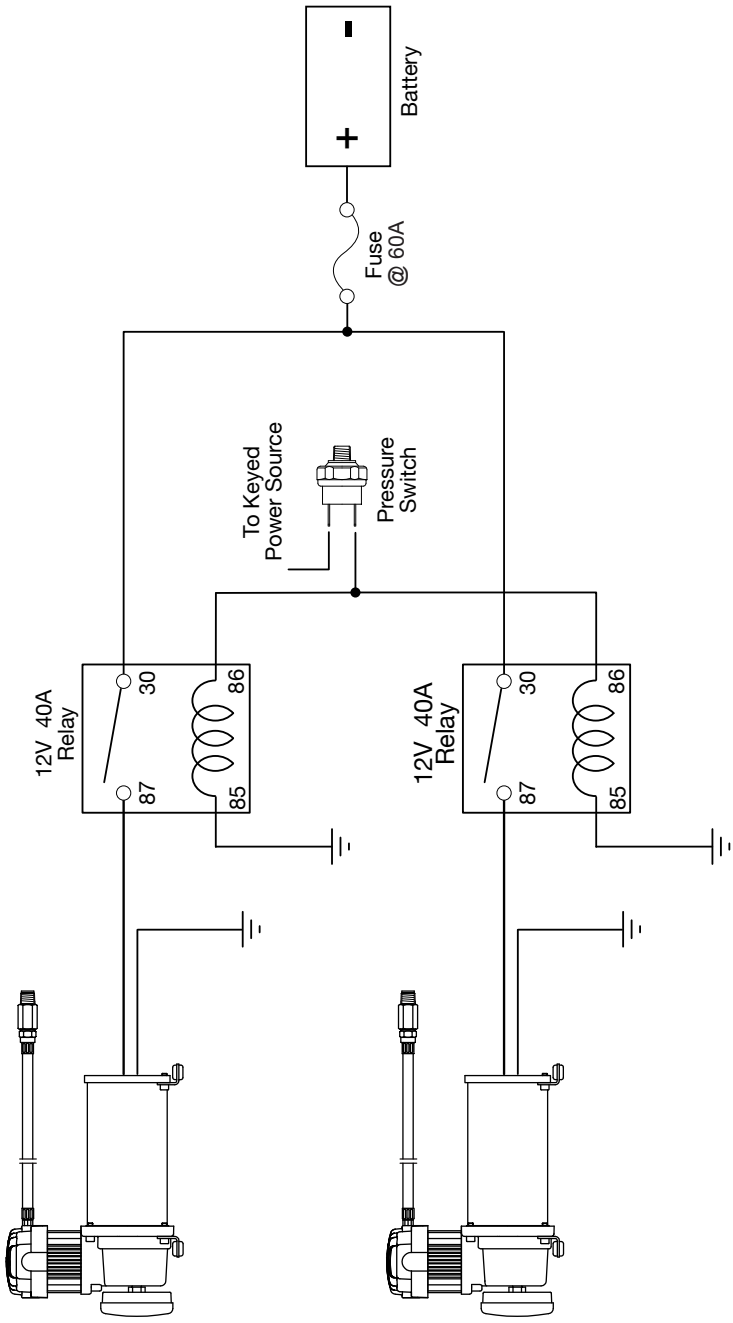 −
+
Battery
Fuse
@ 60A
To Keyed
Power Source
Pressure
Switch
12V 40A
Relay
30
87
86
85
12V 40A
Relay
30
87
86
85